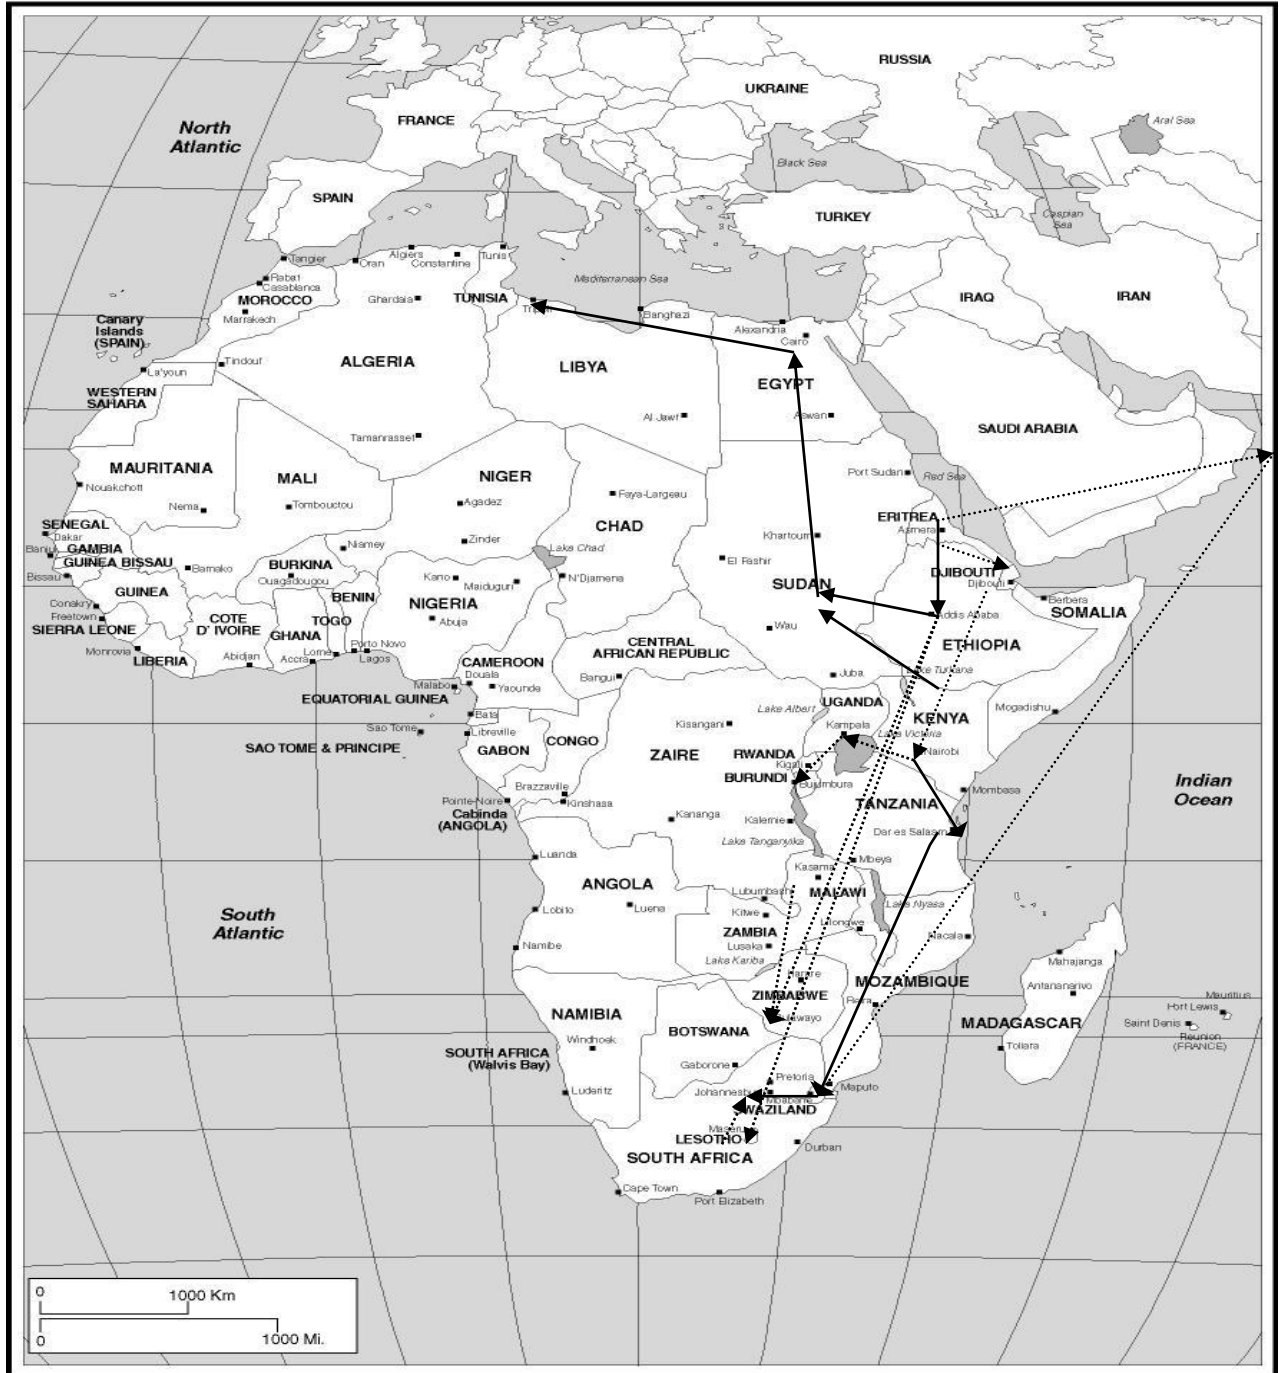 RUSSIA
UKRAINE
FRANCE
North
Atlantic
Aral Sea
Black Sea
SPAIN
TURKEY
Caspian
Sea
Tangier
Oran
Algiers
Constantine
Tunis
Mediterranean Sea
Rabat
Casablanca
MOROCCO
Ghardaia
TUNISIA
Banghazi
IRAQ
IRAN
Marrakech
Canary
Islands
(SPAIN)
Alexandria
Cairo
Tindouf
La'youn
ALGERIA
LIBYA
EGYPT
WESTERN
SAHARA
Al Jawf
Aswan
SAUDI ARABIA
Tamanrasset
MAURITANIA
MALI
NIGER
Port Sudan
Red Sea
Nouakchott
Nema
Tombouctou
Agadez
Faya-Largeau
CHAD
ERITREA
Asmera
SENEGAL
Dakar
GAMBIA
Banjul
GUINEA BISSAU
Bissau
Bamako
Niamey
Zinder
Lake Chad
Khartoum
El Fashir
BURKINA
Ouagadougou
Kano
Maiduguri
N'Djamena
DJIBOUTI
Djibouti
GUINEA
BENIN
NIGERIA
Abuja
SUDAN
Berbera
SOMALIA
Conakry
Freetown
SIERRA LEONE
COTE
D' IVOIRE
GHANA
TOGO
Addis Ababa
Wau
Monrovia
LIBERIA
Abidjan
Accra
Lome
Porto Novo
Lagos
CENTRAL
AFRICAN REPUBLIC
ETHIOPIA
CAMEROON
Douala
Yaounde
Bangui
Juba
Lake Turkana
Malabo
EQUATORIAL GUINEA
Bata
UGANDA
Lake Albert
Kampala
KENYA
Mogadishu
Sao Tome
SAO TOME & PRINCIPE
Libreville
GABON
CONGO
Kisangani
ZAIRE
Lake Victoria
Nairobi
RWANDA
Kigali
BURUNDI
Bujumbura
Indian
Ocean
Brazzaville
Pointe-Noire
Kinshasa
Cabinda
(ANGOLA)
Kananga
Kalemie
TANZANIA
Mombasa
Dar es Salaam
Lake Tanganyika
Luanda
Mbeya
Kasama
ANGOLA
Lubumbashi
MALAWI
Lobito
Luena
Kitwe
Lake Nyasa
South
Atlantic
ZAMBIA
Lusaka
Lilongwe
Nacala
Namibe
Lake Kariba
Mahajanga
Harare
ZIMBABWE
MOZAMBIQUE
Antananarivo
Mauritius
Port Lewis
NAMIBIA
Windhoek
BOTSWANA
Bulawayo
Beira
MADAGASCAR
Saint Denis
Reunion
(FRANCE)
SOUTH AFRICA
(Walvis Bay)
Gaborone
Toliara
Luderitz
Pretoria
Johannesburg
Mbabane
Maputo
SWAZILAND
Maseru
LESOTHO
Durban
SOUTH AFRICA
Cape Town
Port Elizabeth
0
1000 Km
0
1000 Mi.